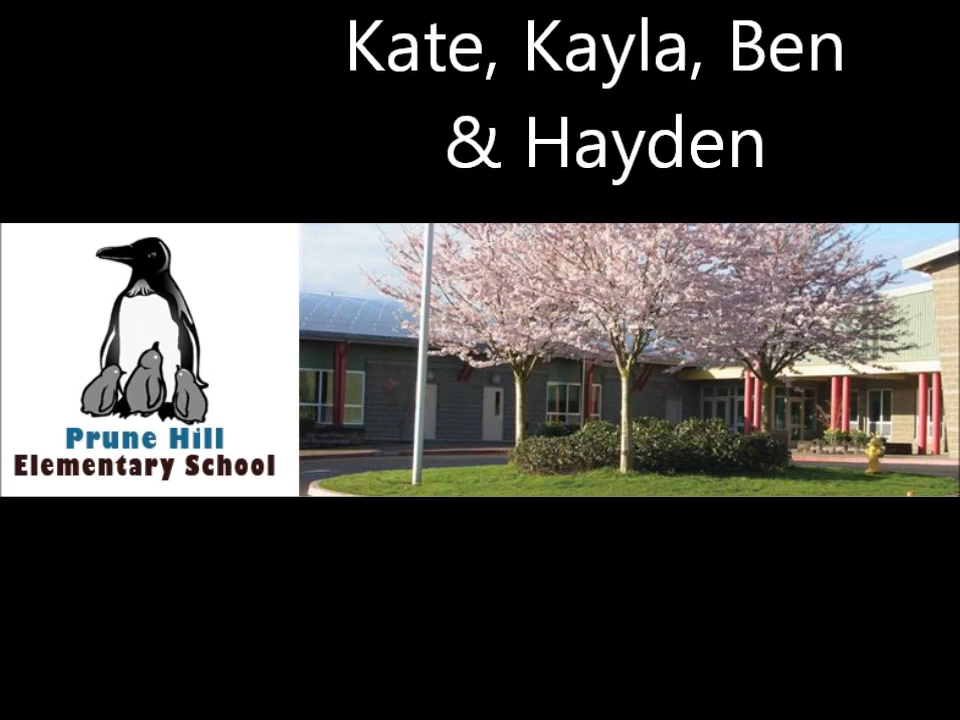 Kate, Kayla, Ben
& Hayden
Prune Hill
Elementary School